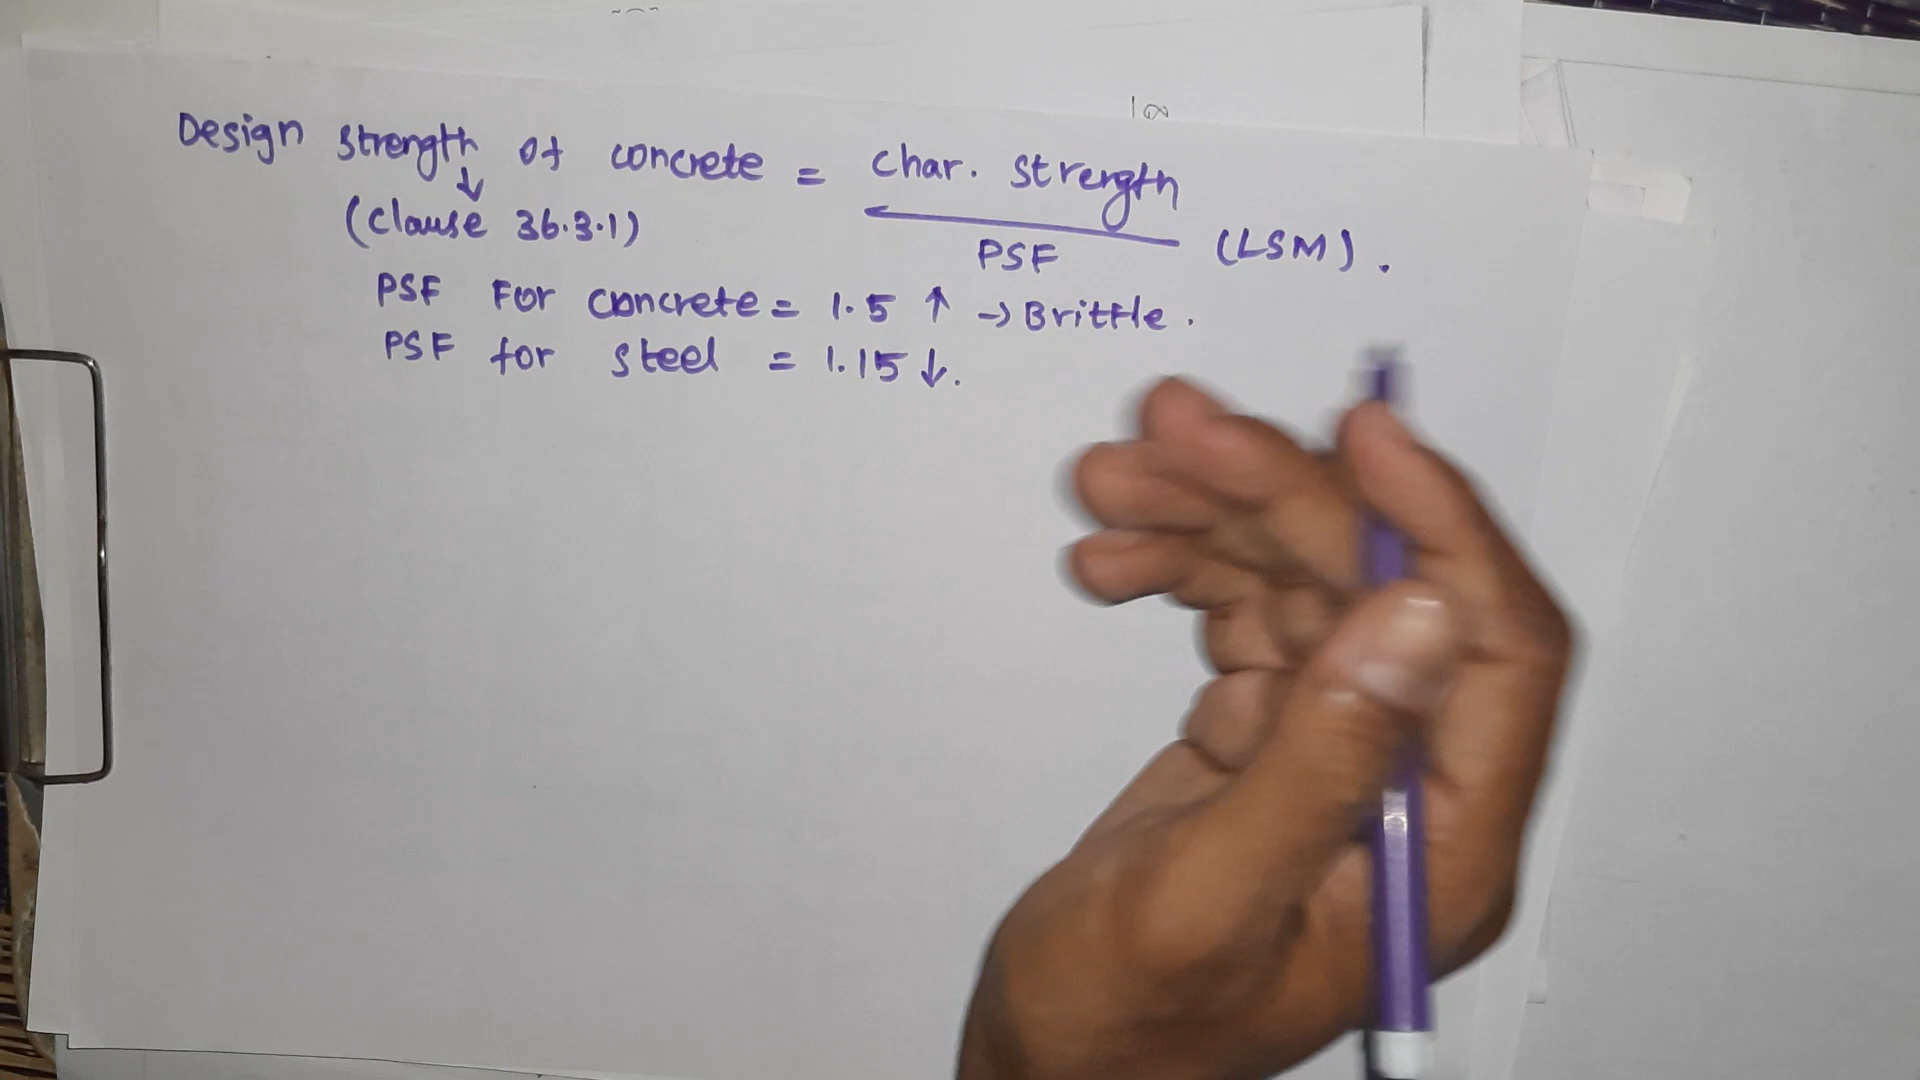 Design strength of concrete = Char. Strength
↓
(Clause 36.3.1)
PSF (LSM).
PSF For Concrete = 1.5 ↑ → Brittle.
PSF for Steel = 1.15 ↓.